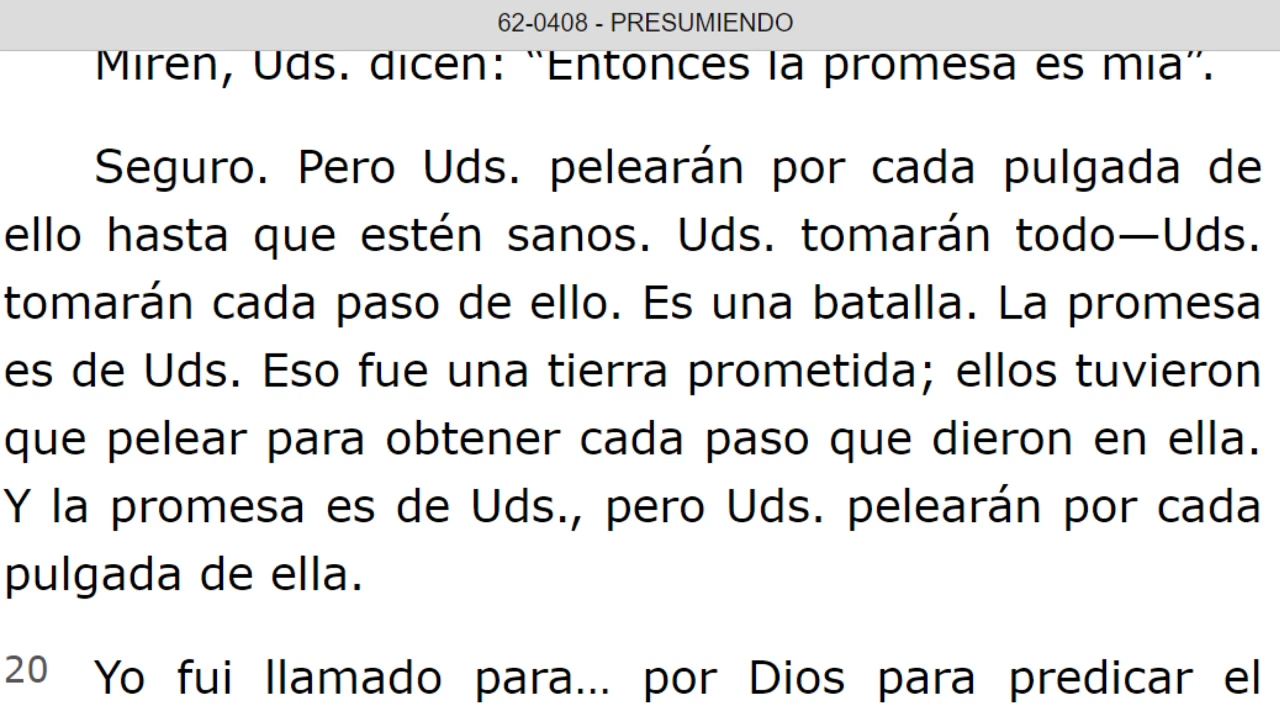 62-0408 - PRESUMIENDO
Miren, Uds. dicen: “Entonces la promesa es mía”.
Seguro. Pero Uds. pelearán por cada pulgada de
ello hasta que estén sanos. Uds. tomarán todo—Uds.
tomarán cada paso de ello. Es una batalla. La promesa
es de Uds. Eso fue una tierra prometida; ellos tuvieron
que pelear para obtener cada paso que dieron en ella.
Y la promesa es de Uds., pero Uds. pelearán por cada
pulgada de ella.
20 Yo fui llamado para... por Dios para predicar el